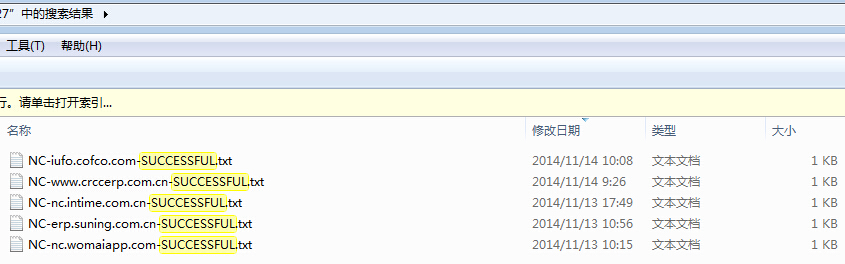 27” 中的搜索结果
工具(T) 帮助(H)
行。请单击打开索引...
名称 修改日期 类型 大小
NC-iufo.cofco.com-SUCCESSFUL.txt 2014/11/14 10:08 文本文档 1 KB
NC-www.crccerp.com.cn-SUCCESSFUL.txt 2014/11/14 9:26 文本文档 1 KB
NC-nc.intime.com.cn-SUCCESSFUL.txt 2014/11/13 17:49 文本文档 1 KB
NC-erp.suning.com.cn-SUCCESSFUL.txt 2014/11/13 10:56 文本文档 1 KB
NC-nc.womaiapp.com-SUCCESSFUL.txt 2014/11/13 10:15 文本文档 1 KB